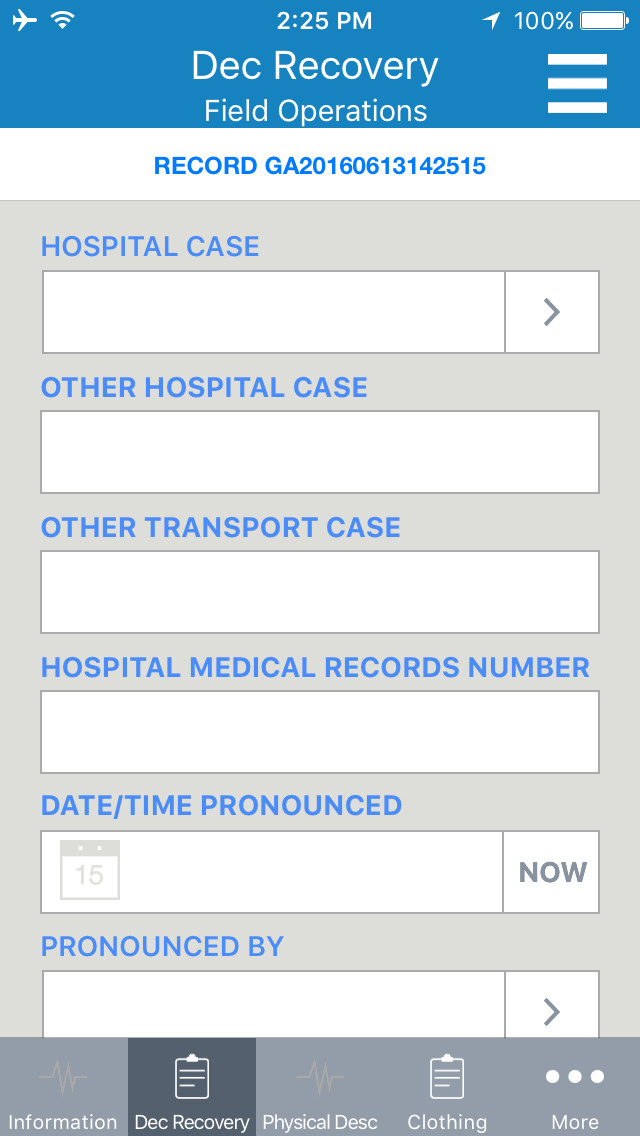 2:25 PM
100%
Dec Recovery
Field Operations
RECORD GA20160613142515
HOSPITAL CASE
OTHER HOSPITAL CASE
OTHER TRANSPORT CASE
HOSPITAL MEDICAL RECORDS NUMBER
DATE/TIME PRONOUNCED
15
NOW
PRONOUNCED BY
Information
Dec Recovery
Physical Desc
Clothing
More